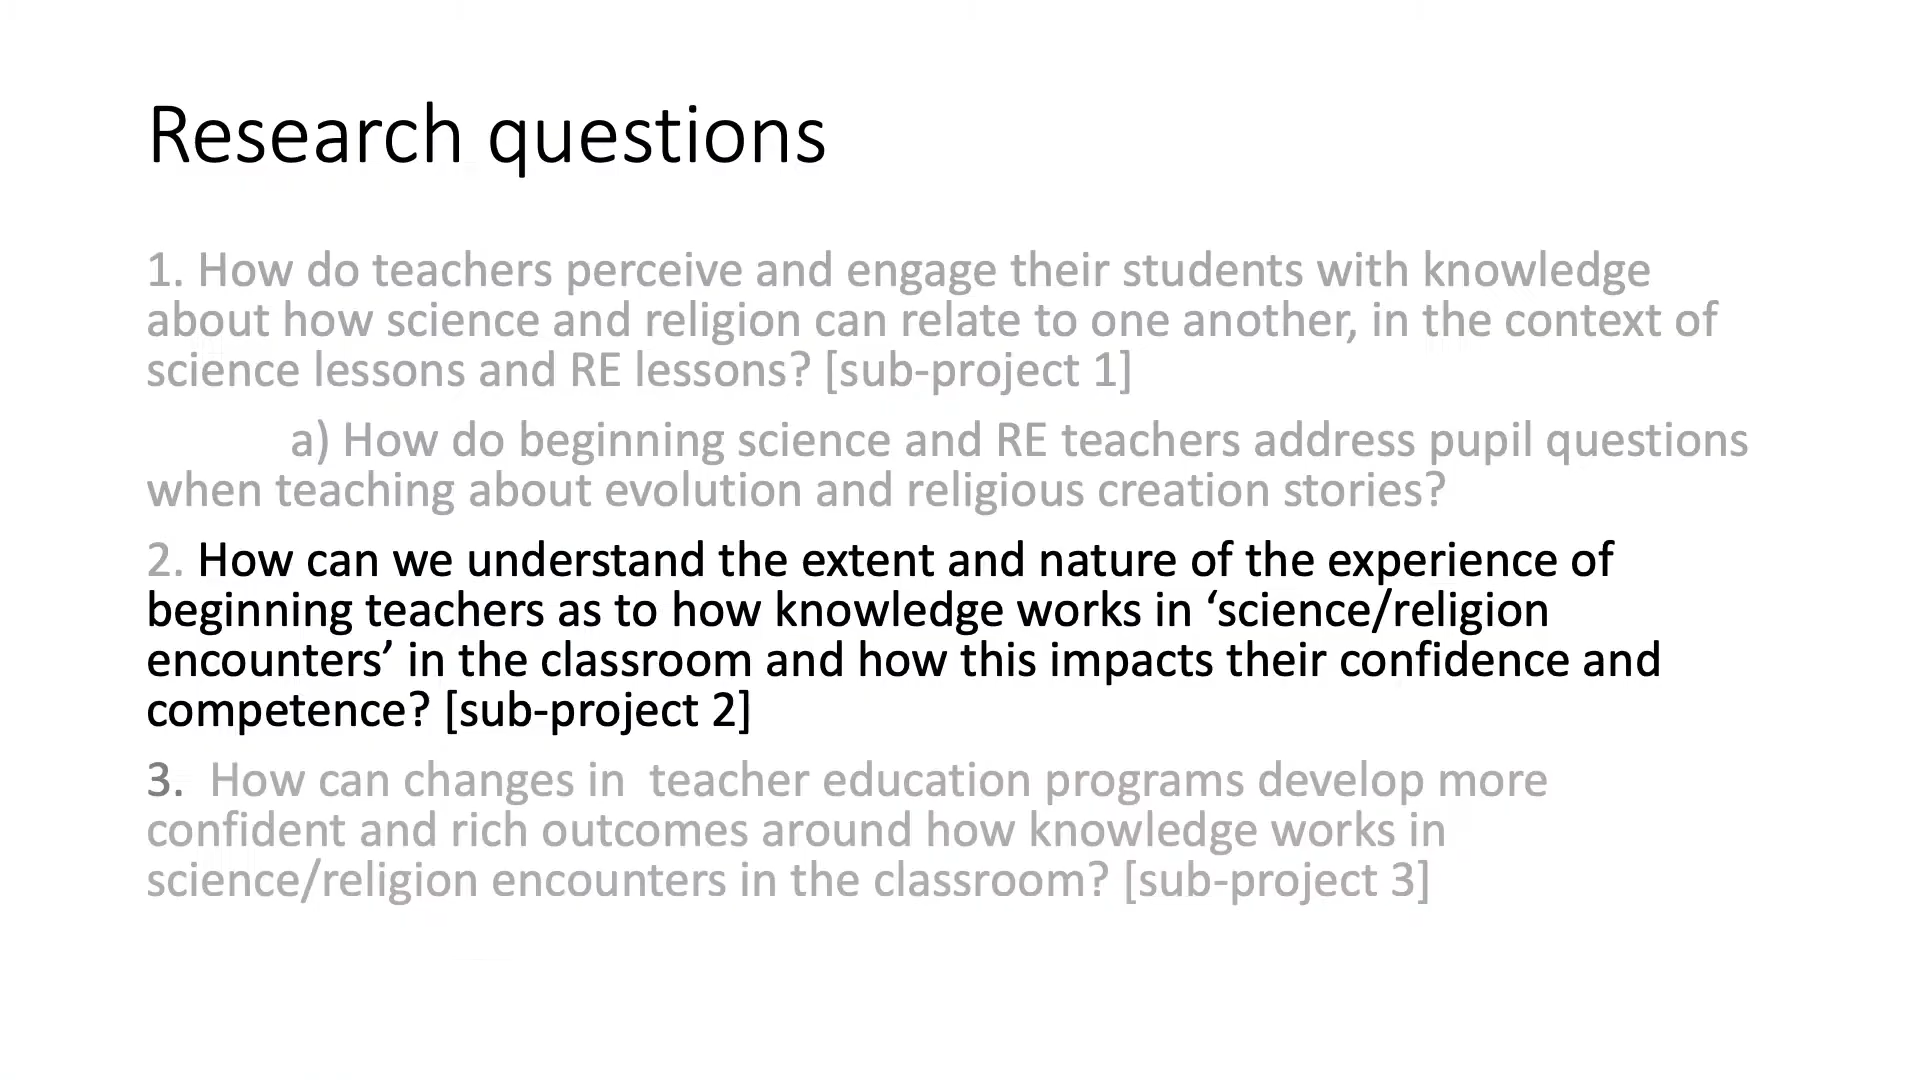 Research questions
1. How do teachers perceive and engage their students with knowledge
about how science and religion can relate to one another, in the context of
science lessons and RE lessons? [sub-project 1]
a) How do beginning science and RE teachers address pupil questions
when teaching about evolution and religious creation stories?
2. How can we understand the extent and nature of the experience of
beginning teachers as to how knowledge works in ‘science/religion
encounters’ in the classroom and how this impacts their confidence and
competence? [sub-project 2]
3.  How can changes in  teacher education programs develop more
confident and rich outcomes around how knowledge works in
science/religion encounters in the classroom? [sub-project 3]